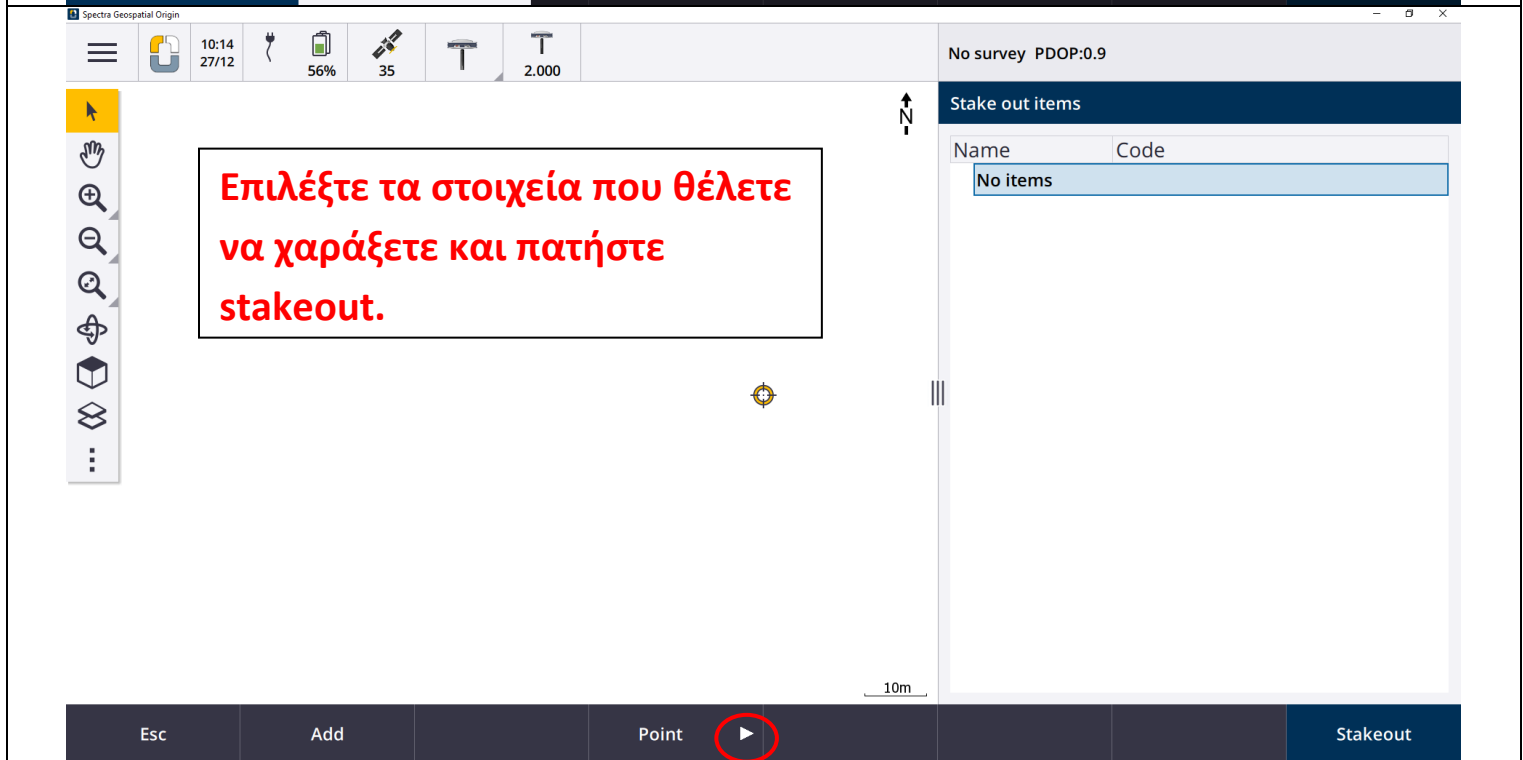 Spectra Geospatial Origin
10:14
27/12
56%
35
2.000
No survey PDOP:0.9
N
Stake out items
Name Code
No items
Επιλέξτε τα στοιχεία που θέλετε
να χαράξετε και πατήστε
stakeout.
10m
Esc Add Point Stakeout